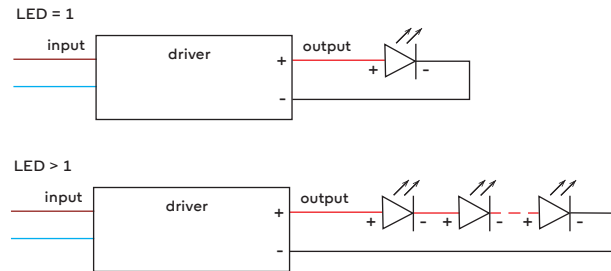 LED = 1
input
driver
output
+
+
-
-
LED > 1
input
driver
output
+
+
-
+
-
+
-
-